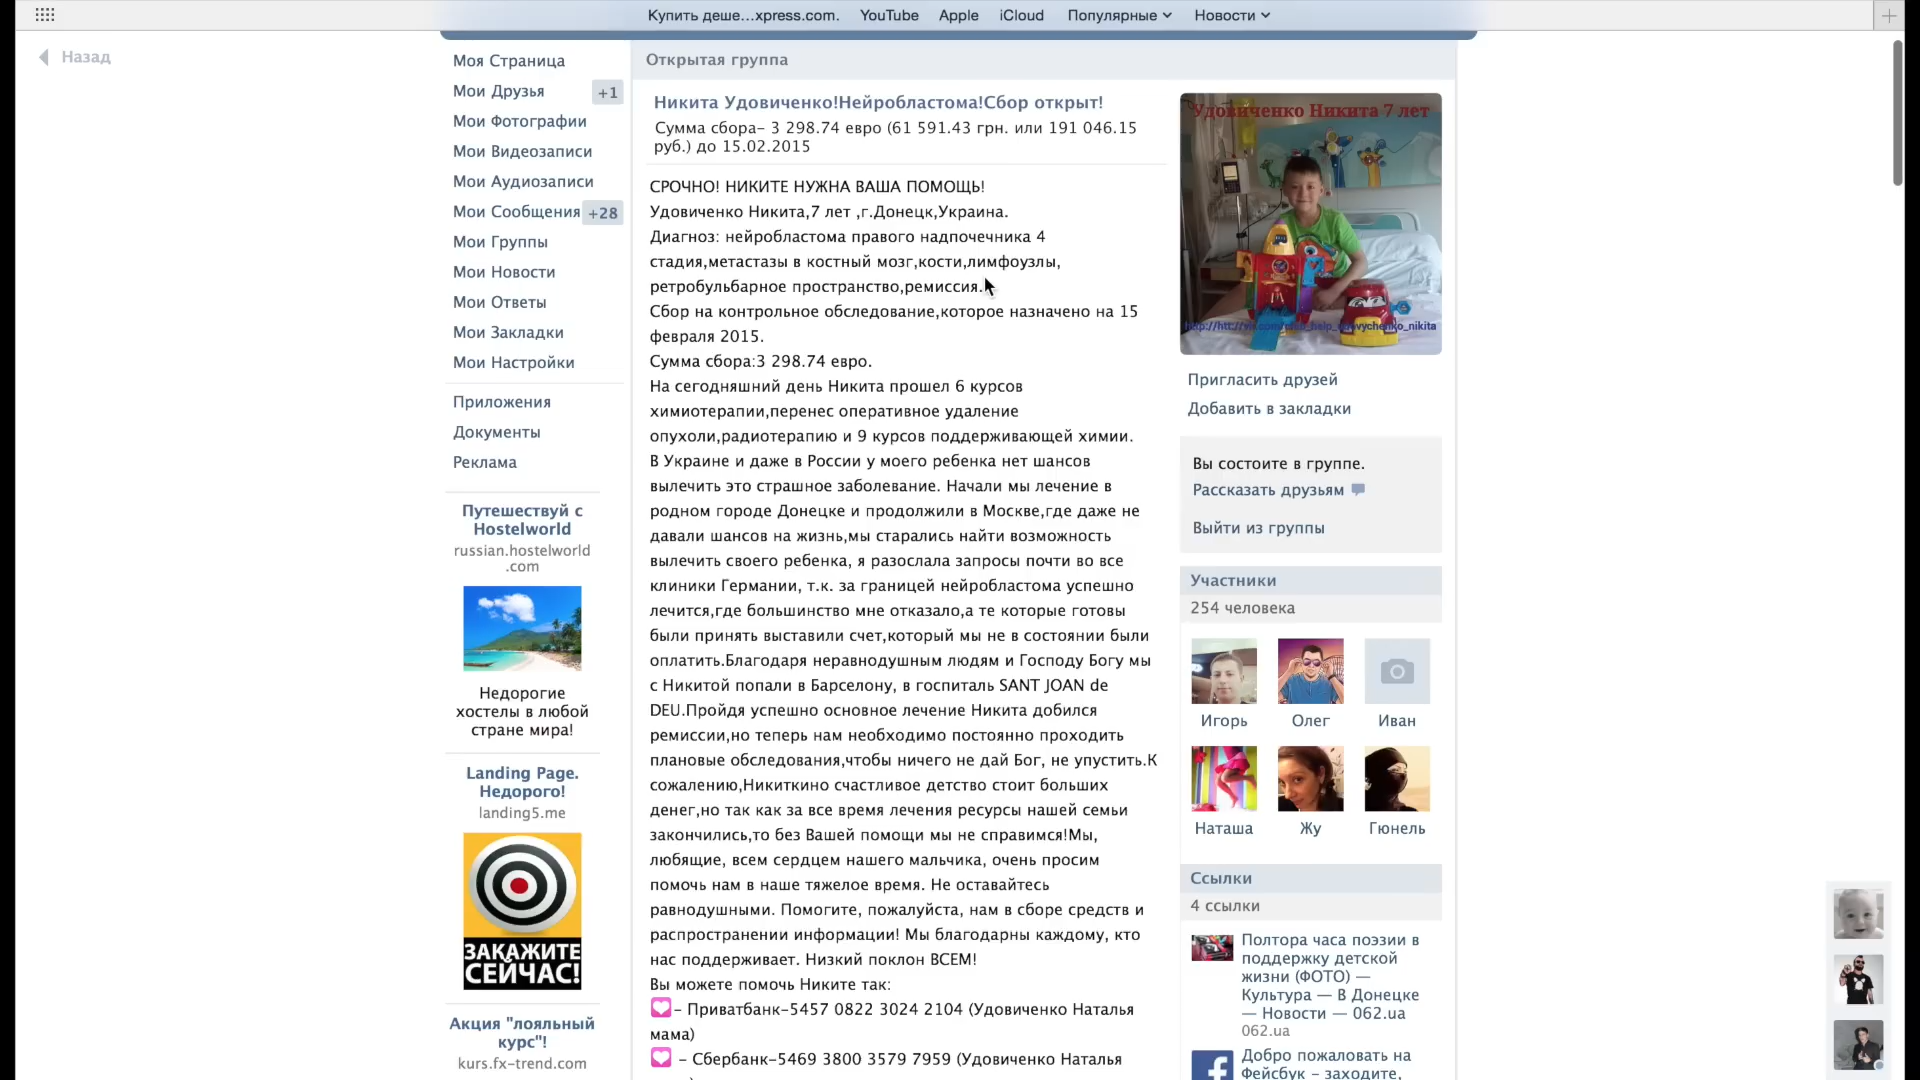 Купить деше...xpress.com.
YouTube
Apple
iCloud
Популярные
Новости
Назад
Моя Страница
Мои Друзья
+1
Мои Фотографии
Мои Видеозаписи
Мои Аудиозаписи
Мои Сообщения
+28
Мои Группы
Мои Новости
Мои Ответы
Мои Закладки
Мои Настройки
Приложения
Документы
Реклама
Путешествуй с
Hostelworld
russian.hostelworld
.com
Недорогие
хостелы в любой
стране мира!
Landing Page.
Недорого!
landing5.me
ЗАКАЖИТЕ
СЕЙЧАС!
Акция "лояльный
курс"!
kurs.fx-trend.com
Открытая группа
Никита Удовиченко!Нейробластома!Сбор открыт!
Сумма сбора– 3 298.74 евро (61 591.43 грн. или 191 046.15
руб.) до 15.02.2015
СРОЧНО! НИКИТЕ НУЖНА ВАША ПОМОЩЬ!
Удовиченко Никита,7 лет ,г.Донецк,Украина.
Диагноз: нейробластома правого надпочечника 4
стадия,метастазы в костный мозг,кости,лимфоузлы,
ретробульбарное пространство,ремиссия.
Сбор на контрольное обследование,которое назначено на 15
февраля 2015.
Сумма сбора:3 298.74 евро.
На сегодняшний день Никита прошел 6 курсов
химиотерапии,перенес оперативное удаление
опухоли,радиотерапию и 9 курсов поддерживающей химии.
В Украине и даже в России у моего ребенка нет шансов
вылечить это страшное заболевание. Начали мы лечение в
родном городе Донецке и продолжили в Москве,где даже не
давали шансов на жизнь,мы старались найти возможность
вылечить своего ребенка, я разослала запросы почти во все
клиники Германии, т.к. за границей нейробластома успешно
лечится,где большинство мне отказало,а те которые готовы
были принять выставили счет,который мы не в состоянии были
оплатить.Благодаря неравнодушным людям и Господу Богу мы
с Никитой попали в Барселону, в госпиталь SANT JOAN de
DEU.Пройдя успешно основное лечение Никита добился
ремиссии,но теперь нам необходимо постоянно проходить
плановые обследования,чтобы ничего не дай Бог, не упустить.К
сожалению,Никиткино счастливое детство стоит больших
денег,но так как за все время лечения ресурсы нашей семьи
закончились,то без Вашей помощи мы не справимся!Мы,
любящие, всем сердцем нашего мальчика, очень просим
помочь нам в наше тяжелое время. Не оставайтесь
равнодушными. Помогите, пожалуйста, нам в сборе средств и
распространении информации! Мы благодарны каждому, кто
нас поддерживает. Низкий поклон ВСЕМ!
Вы можете помочь Никите так:
– Приватбанк–5457 0822 3024 2104 (Удовиченко Наталья
мама)
– Сбербанк–5469 3800 3579 7959 (Удовиченко Наталья
Удовиченко Никита 7 лет
Пригласить друзей
Добавить в закладки
Вы состоите в группе.
Рассказать друзьям
Выйти из группы
Участники
254 человека
Игорь
Олег
Иван
Наташа
Жу
Гюнель
Ссылки
4 ссылки
Полтора часа поэзии в
поддержку детской
жизни (ФОТО) —
Культура — В Донецке
— Новости — 062.ua
062.ua
Добро пожаловать на
Фейсбук – заходите,